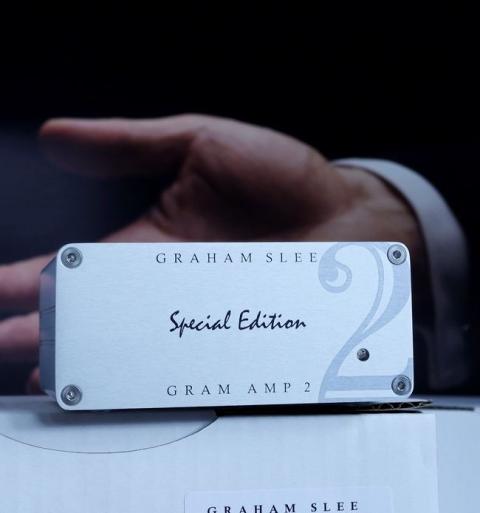 GRAHAM SLEE
Special Edition
2
GRAM AMP 2
GRAHAM SLEE